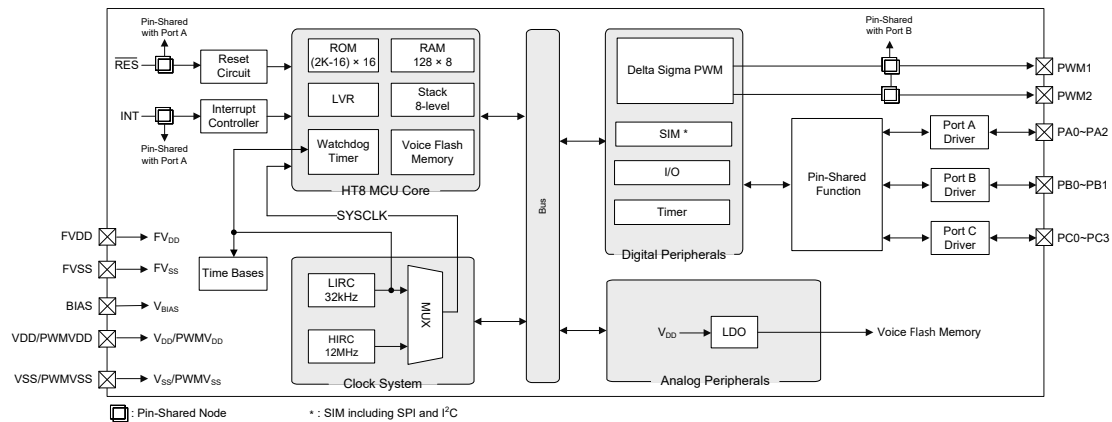 Pin-Shared
with Port A
RES
Reset
Circuit
INT
Interrupt
Controller
Pin-Shared
with Port A
ROM
(2K-16) × 16
RAM
128 × 8
LVR
Stack
8-level
Watchdog
Timer
Voice Flash
Memory
HT8 MCU Core
SYSCLK
Time Bases
LIRC
32kHz
HIRC
12MHz
MUX
Clock System
Bus
Delta Sigma PWM
SIM *
I/O
Timer
Digital Peripherals
Pin-Shared
with Port B
PWM1
PWM2
Pin-Shared
Function
Port A
Driver
PA0~PA2
Port B
Driver
PB0~PB1
Port C
Driver
PC0~PC3
VDD
LDO
Voice Flash Memory
Analog Peripherals
FVDD
FVDD
FVSS
FVSS
BIAS
VBIAS
VDD/PWMVDD
VDD/PWMVDD
VSS/PWMVSS
VSS/PWMVSS
: Pin-Shared Node
* : SIM including SPI and I²C